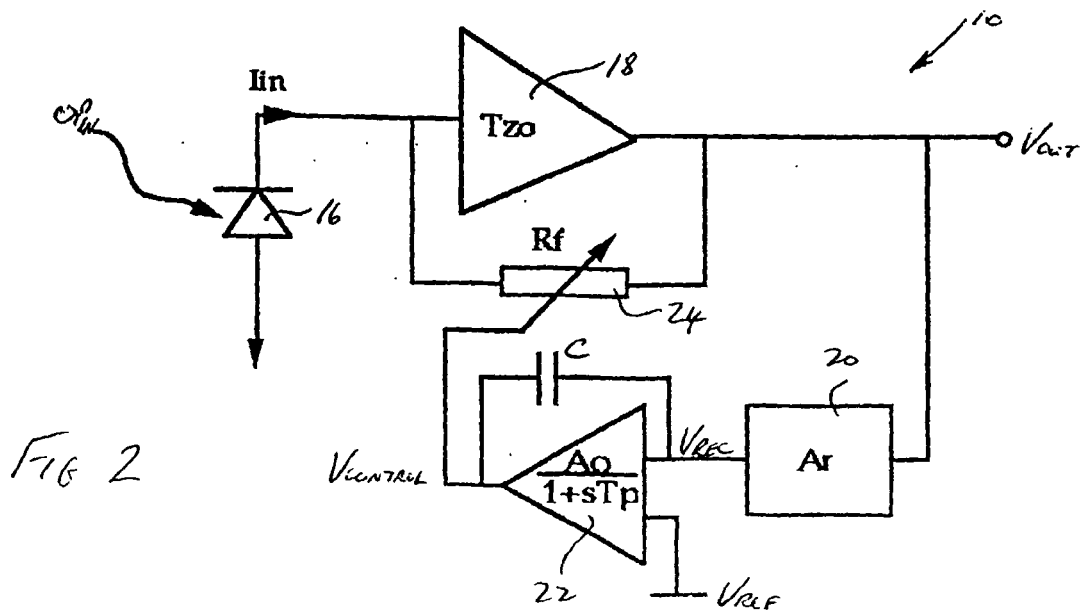 10
18
Iin
Tzo
Vout
16
Rf
24
C
20
VREC
Ao
1+sTp
Ar
VCONTROL
FIG 2
22
VREF